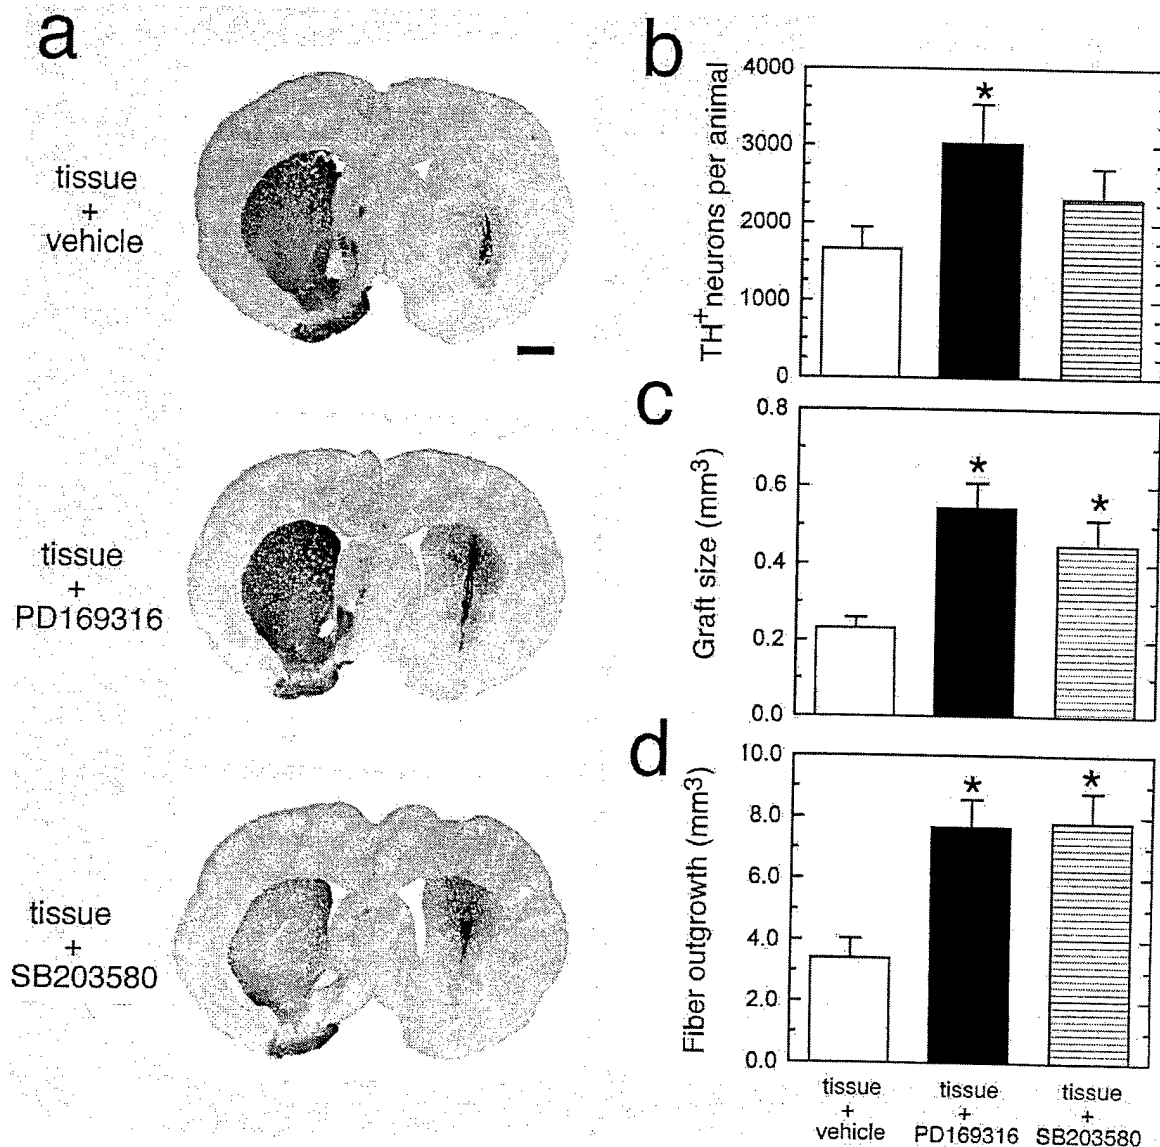 a
tissue
+
vehicle
tissue
+
PD169316
tissue
+
SB203580
b
TH+ neurons per animal
4000
3000
2000
1000
0
*
c
Graft size (mm3)
0.8
0.6
0.4
0.2
0.0
*
*
d
Fiber outgrowth (mm3)
10.0
8.0
6.0
4.0
2.0
0.0
*
*
tissue
+
vehicle
tissue
+
PD169316
tissue
+
SB203580